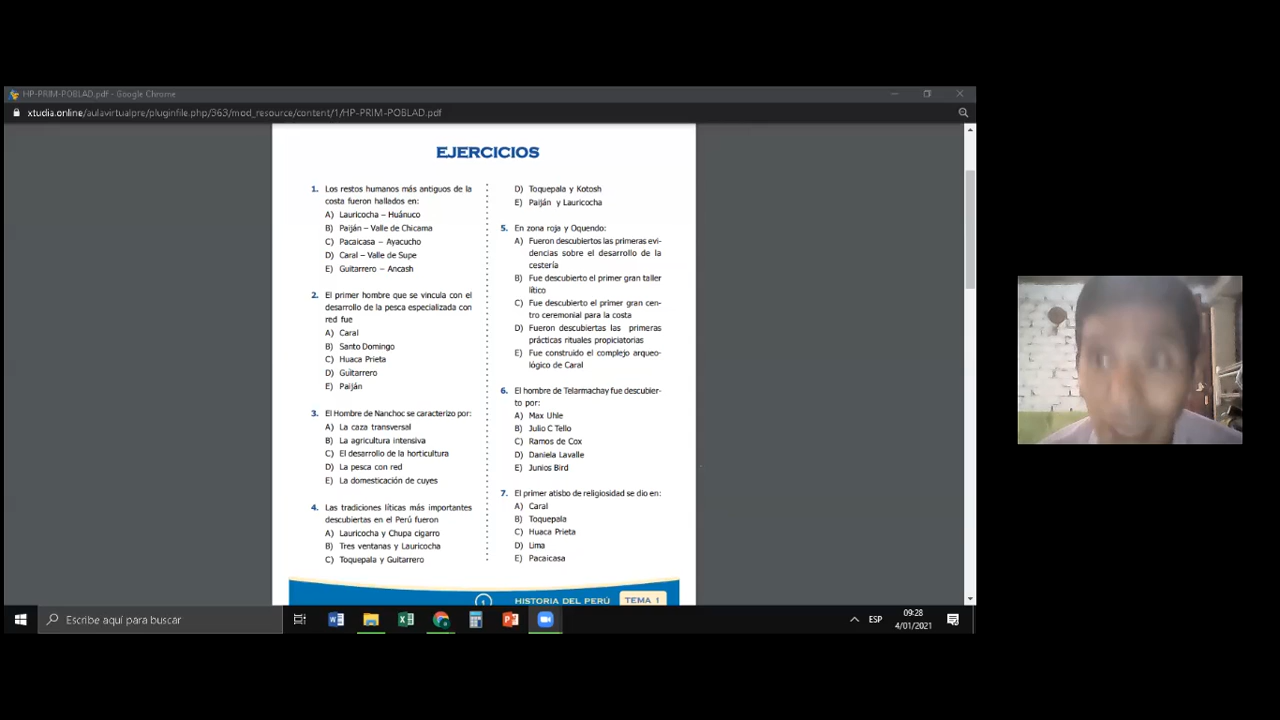 HP-PRIM-POBLAD.pdf - Google Chrome
xtudia.online/aulavirtualpre/pluginfile.php/363/mod_resource/content/1/HP-PRIM-POBLAD.pdf
EJERCICIOS
1. Los restos humanos más antiguos de la
costa fueron hallados en:
A) Lauricocha – Huánuco
B) Paiján – Valle de Chicama
C) Pacaicasa – Ayacucho
D) Caral – Valle de Supe
E) Guitarrero – Ancash
2. El primer hombre que se vincula con el
desarrollo de la pesca especializada con
red fue
A) Caral
B) Santo Domingo
C) Huaca Prieta
D) Guitarrero
E) Paiján
3. El Hombre de Nanchoc se caracterizo por:
A) La caza transversal
B) La agricultura intensiva
C) El desarrollo de la horticultura
D) La pesca con red
E) La domesticación de cuyes
4. Las tradiciones líticas más importantes
descubiertas en el Perú fueron
A) Lauricocha y Chupa cigarro
B) Tres ventanas y Lauricocha
C) Toquepala y Guitarrero
D) Toquepala y Kotosh
E) Paiján y Lauricocha
5. En zona roja y Oquendo:
A) Fueron descubiertos las primeras evi-
dencias sobre el desarrollo de la
cestería
B) Fue descubierto el primer gran taller
lítico
C) Fue descubierto el primer gran cen-
tro ceremonial para la costa
D) Fueron descubiertas las primeras
prácticas rituales propiciatorias
E) Fue construido el complejo arqueo-
lógico de Caral
6. El hombre de Telarmachay fue descubier-
to por:
A) Max Uhle
B) Julio C Tello
C) Ramos de Cox
D) Daniela Lavalle
E) Junios Bird
7. El primer atisbo de religiosidad se dio en:
A) Caral
B) Toquepala
C) Huaca Prieta
D) Lima
E) Pacaicasa
1 HISTORIA DEL PERÚ TEMA 1
Escribe aquí para buscar
ESP
09:28
4/01/2021